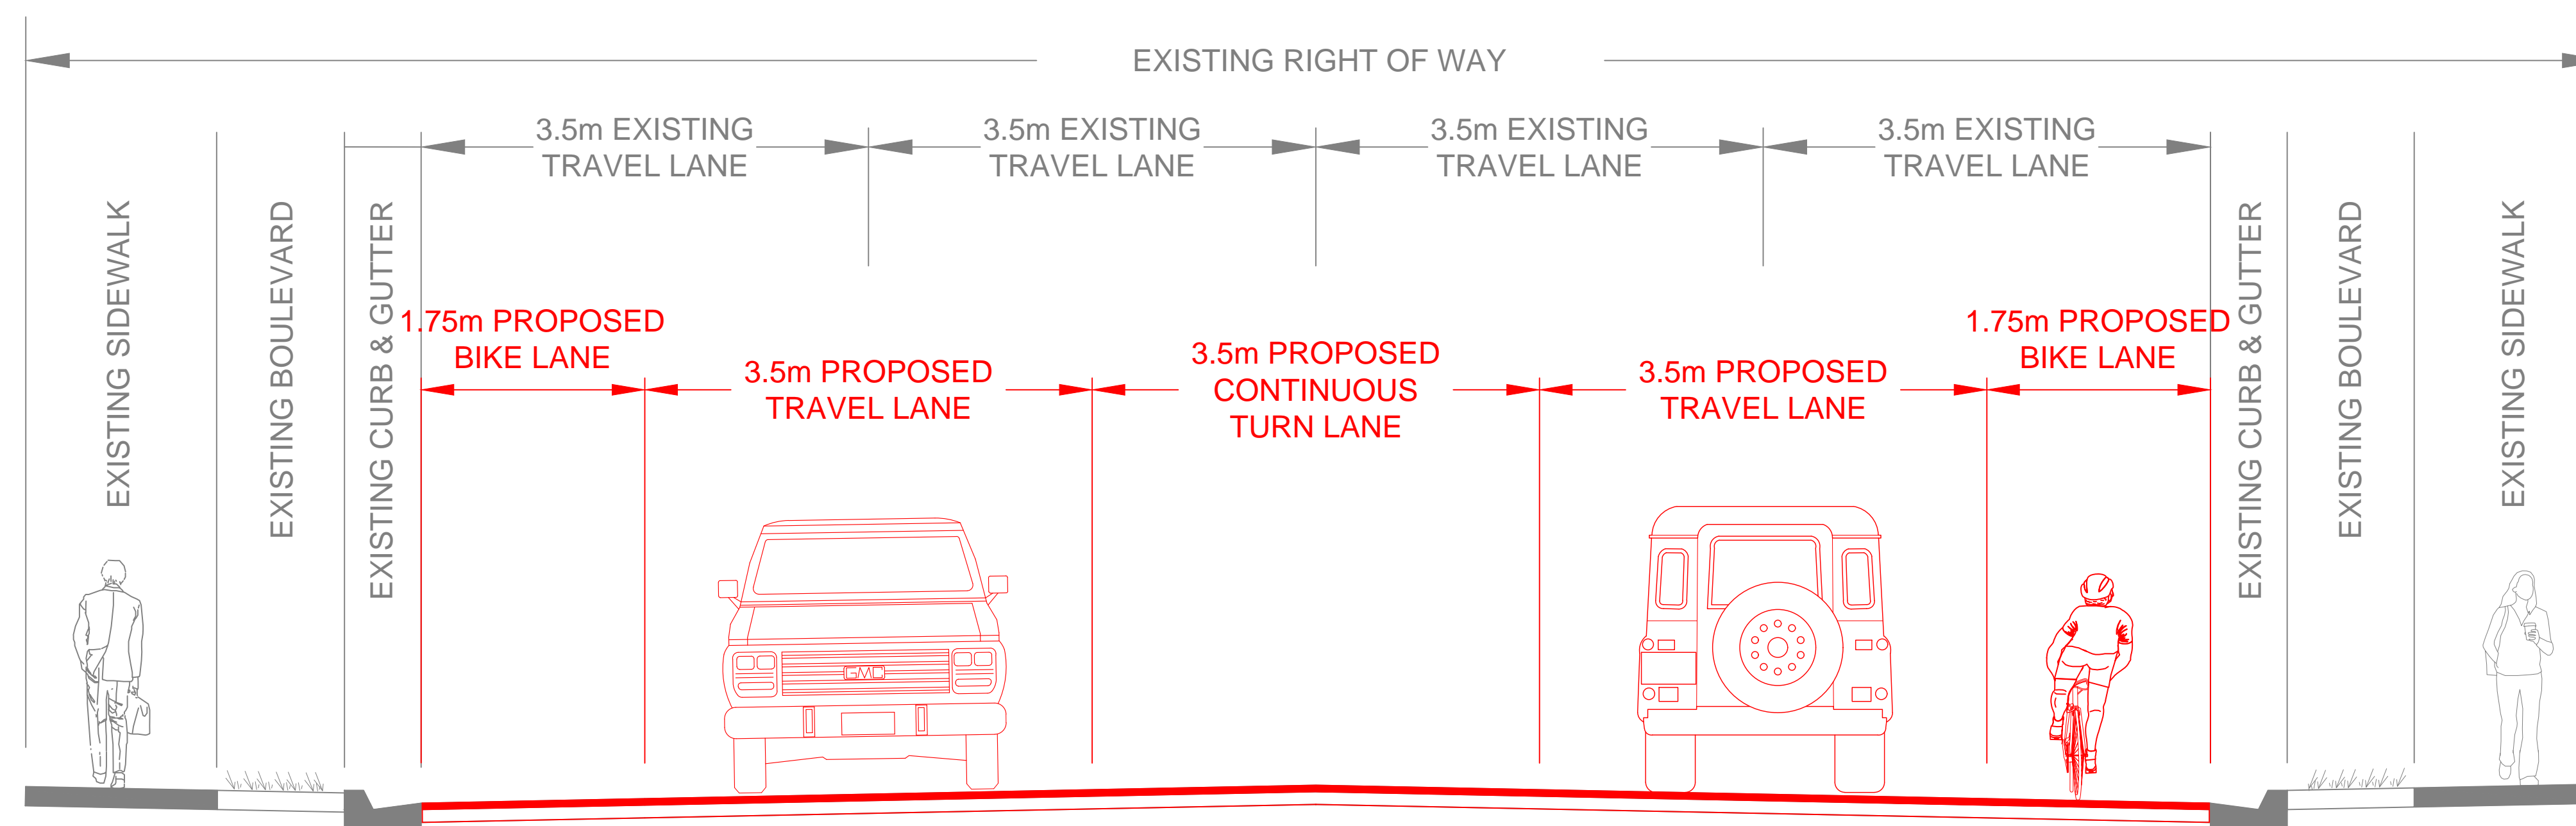 EXISTING RIGHT OF WAY
3.5m EXISTING
TRAVEL LANE
3.5m EXISTING
TRAVEL LANE
3.5m EXISTING
TRAVEL LANE
3.5m EXISTING
TRAVEL LANE
EXISTING SIDEWALK
EXISTING BOULEVARD
EXISTING CURB & GUTTER
1.75m PROPOSED
BIKE LANE
3.5m PROPOSED
TRAVEL LANE
3.5m PROPOSED
CONTINUOUS
TURN LANE
3.5m PROPOSED
TRAVEL LANE
1.75m PROPOSED
BIKE LANE
EXISTING CURB & GUTTER
EXISTING BOULEVARD
EXISTING SIDEWALK
GMC